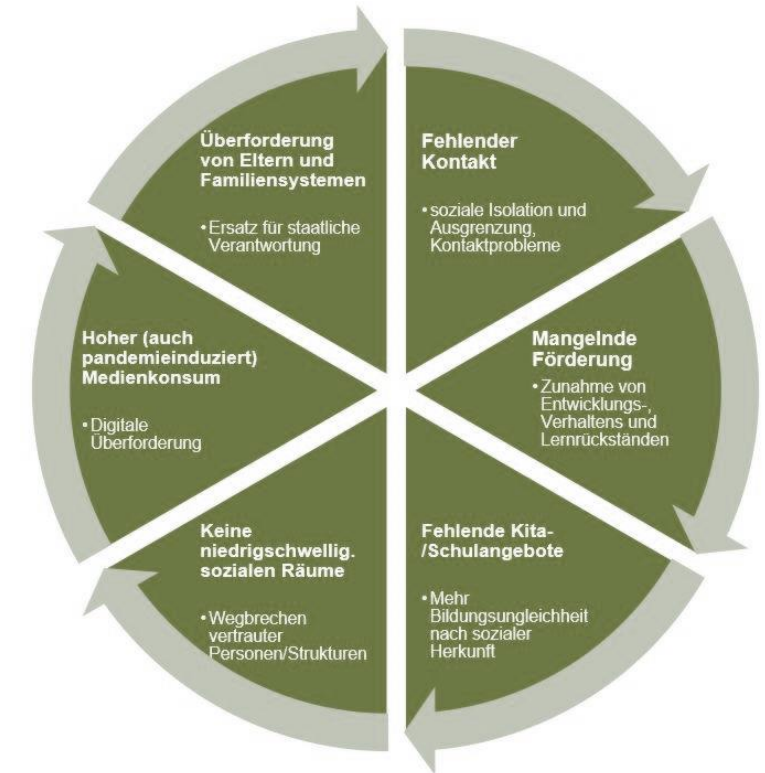 Überforderung
von Eltern und
Familiensystemen
•Ersatz für staatliche
Verantwortung
Fehlender
Kontakt
•soziale Isolation und
Ausgrenzung,
Kontaktprobleme
Mangelnde
Förderung
•Zunahme von
Entwicklungs-,
Verhaltens und
Lernrückständen
Fehlende Kita-
/Schulangebote
•Mehr
Bildungsungleichheit
nach sozialer
Herkunft
Keine
niedrigschwellig.
sozialen Räume
•Wegbrechen
vertrauter
Personen/Strukturen
Hoher (auch
pandemieinduziert)
Medienkonsum
•Digitale
Überforderung